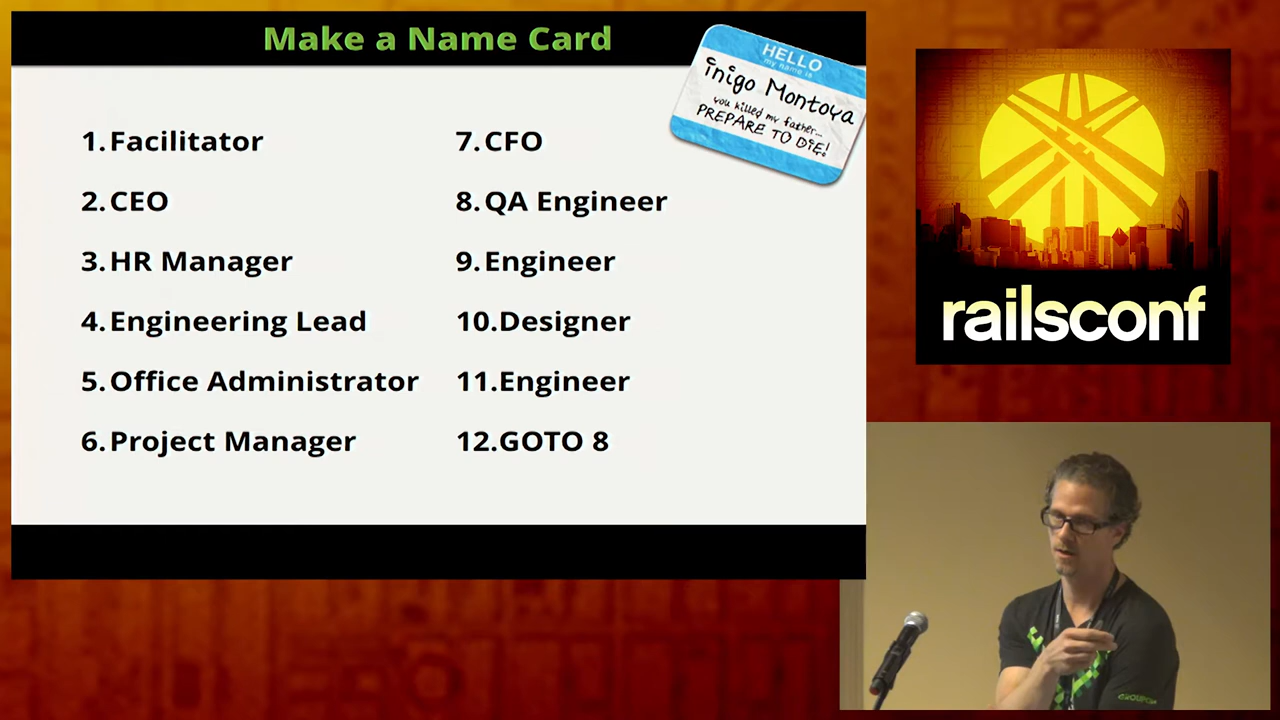 Make a Name Card
HELLO
my name is
inigo Montoya
you killed my father...
PREPARE TO DIE!
1. Facilitator
2. CEO
3. HR Manager
4. Engineering Lead
5. Office Administrator
6. Project Manager
7. CFO
8. QA Engineer
9. Engineer
10. Designer
11. Engineer
12. GOTO 8
railsconf
GROUPON